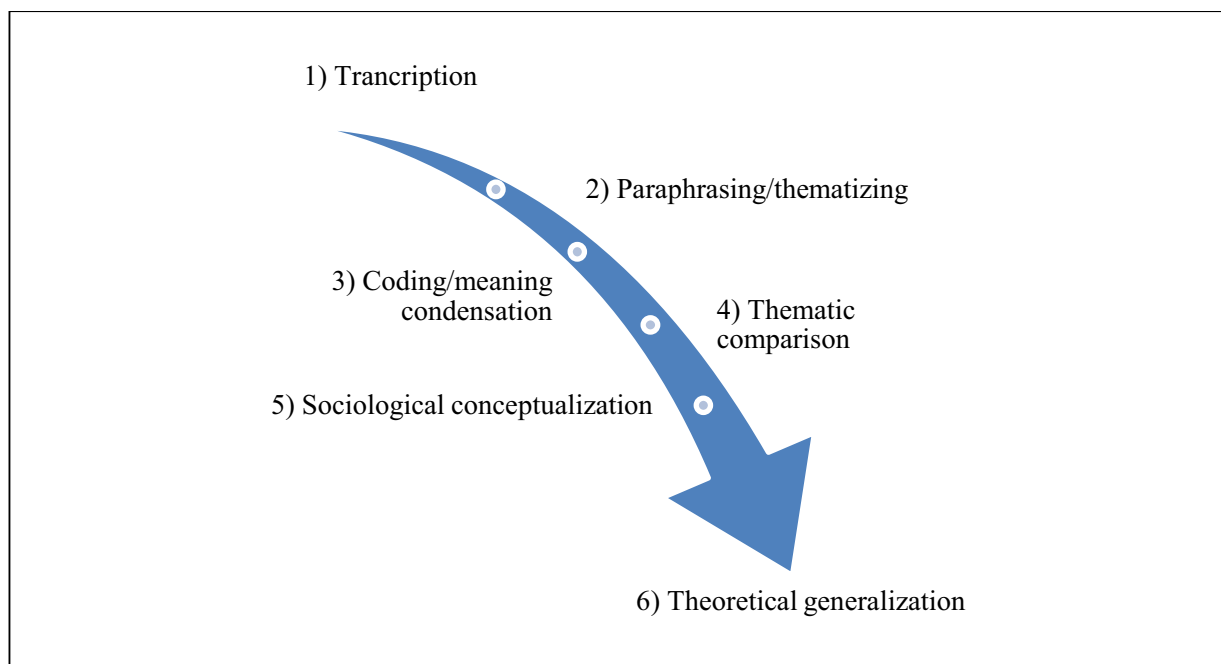 1) Trancription
2) Paraphrasing/thematizing
3) Coding/meaning
condensation
4) Thematic
comparison
5) Sociological conceptualization
6) Theoretical generalization